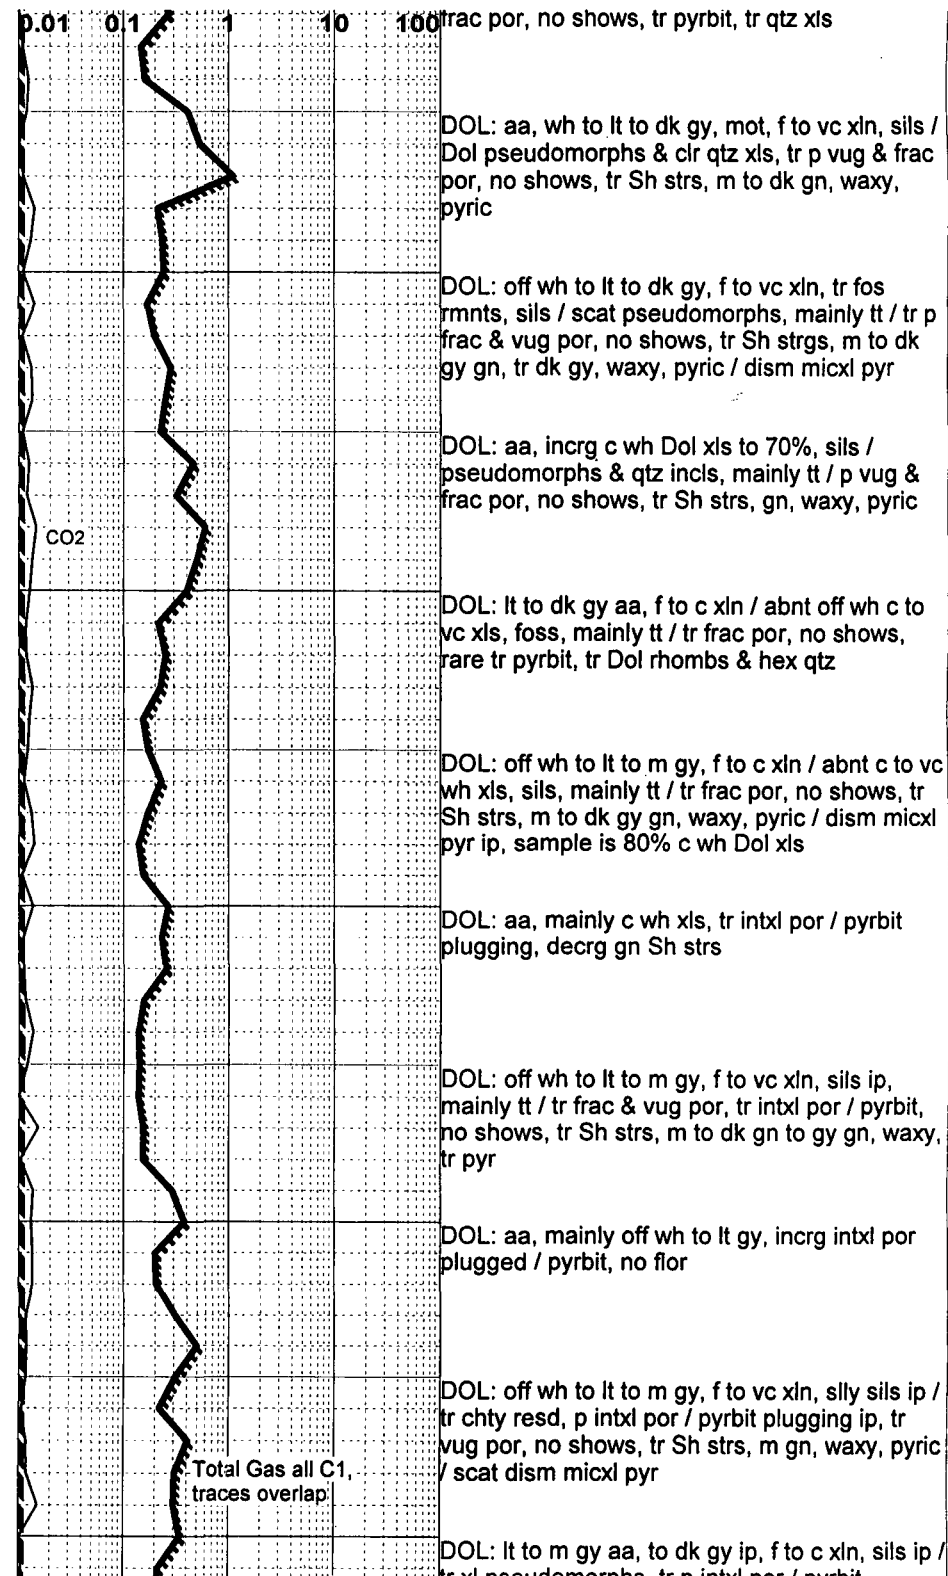 0.01 0.1 1 10 100
frac por, no shows, tr pyrbit, tr qtz xls
DOL: aa, wh to lt to dk gy, mot, f to vc xln, sils /
Dol pseudomorphs & clr qtz xls, tr p vug & frac
por, no shows, tr Sh strs, m to dk gn, waxy,
pyric
DOL: off wh to lt to dk gy, f to vc xln, tr fos
rmnts, sils / scat pseudomorphs, mainly tt / tr p
frac & vug por, no shows, tr Sh strgs, m to dk
gy gn, tr dk gy, waxy, pyric / dism micxl pyr
DOL: aa, incrg c wh Dol xls to 70%, sils /
pseudomorphs & qtz incls, mainly tt / p vug &
frac por, no shows, tr Sh strs, gn, waxy, pyric
CO2
DOL: lt to dk gy aa, f to c xln / abnt off wh c to
vc xls, foss, mainly tt / tr frac por, no shows,
rare tr pyrbit, tr Dol rhombs & hex qtz
DOL: off wh to lt to m gy, f to c xln / abnt c to vc
wh xls, sils, mainly tt / tr frac por, no shows, tr
Sh strs, m to dk gy gn, waxy, pyric / dism micxl
pyr ip, sample is 80% c wh Dol xls
DOL: aa, mainly c wh xls, tr intxl por / pyrbit
plugging, decrg gn Sh strs
DOL: off wh to lt to m gy, f to vc xln, sils ip,
mainly tt / tr frac & vug por, tr intxl por / pyrbit,
no shows, tr Sh strs, m to dk gn to gy gn, waxy,
tr pyr
DOL: aa, mainly off wh to lt gy, incrg intxl por
plugged / pyrbit, no flor
DOL: off wh to lt to m gy, f to vc xln, slly sils ip /
tr chty resd, p intxl por / pyrbit plugging ip, tr
vug por, no shows, tr Sh strs, m gn, waxy, pyric
/ scat dism micxl pyr
Total Gas all C1,
traces overlap
DOL: lt to m gy aa, to dk gy ip, f to c xln, sils ip /
tr xl pseudomorphs, tr p intxl por / pyrbit